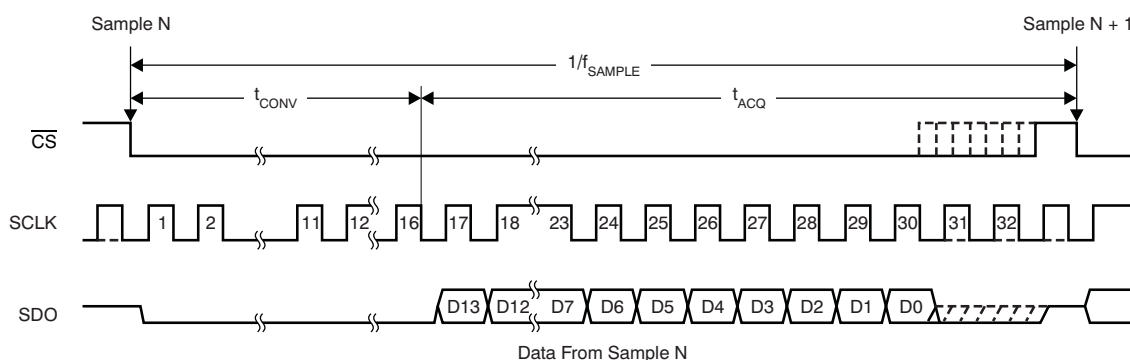 Sample N
Sample N + 1
1/fSAMPLE
tCONV
tACQ
CS
SCLK
1 2 11 12 16 17 18 23 24 25 26 27 28 29 30 31 32
SDO
D13 D12 D7 D6 D5 D4 D3 D2 D1 D0
Data From Sample N